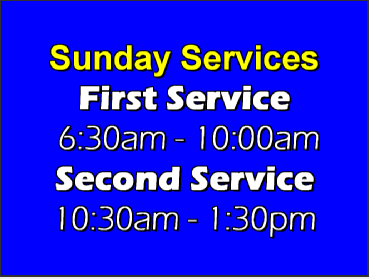 Sunday Services
First Service
6:30am - 10:00am
Second Service
10:30am - 1:30pm